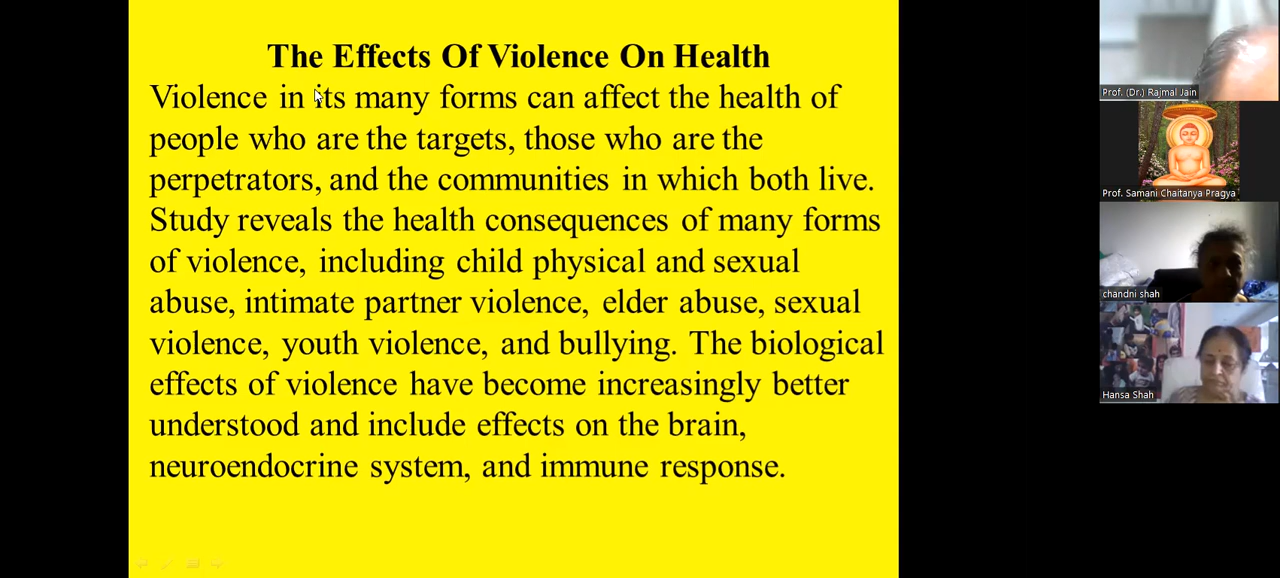 The Effects Of Violence On Health
Violence in its many forms can affect the health of
people who are the targets, those who are the
perpetrators, and the communities in which both live.
Study reveals the health consequences of many forms
of violence, including child physical and sexual
abuse, intimate partner violence, elder abuse, sexual
violence, youth violence, and bullying. The biological
effects of violence have become increasingly better
understood and include effects on the brain,
neuroendocrine system, and immune response.
Prof. (Dr.) Rajmal Jain
Prof. Samani Chaitanya Pragya
chandni shah
Hansa Shah